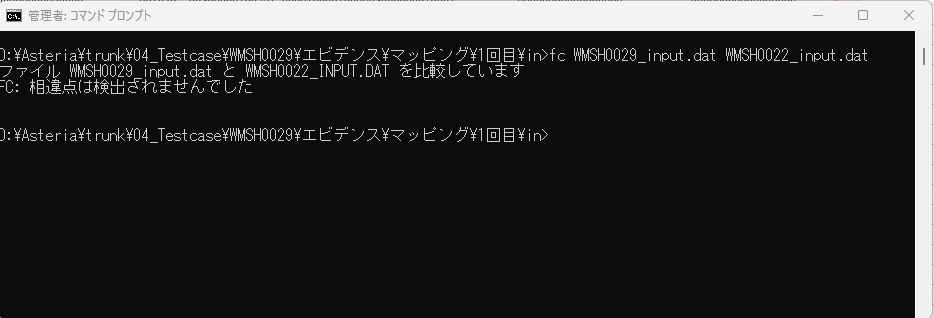 管理者: コマンド プロンプト
D:\Asteria\trunk\04_Testcase\WMSH0029\エビデンス\マッピング\1回目\in>fc WMSH0029_input.dat WMSH0022_input.dat
ファイル WMSH0029_input.dat と WMSH0022_INPUT.DAT を比較しています
FC: 相違点は検出されませんでした
D:\Asteria\trunk\04_Testcase\WMSH0029\エビデンス\マッピング\1回目\in>